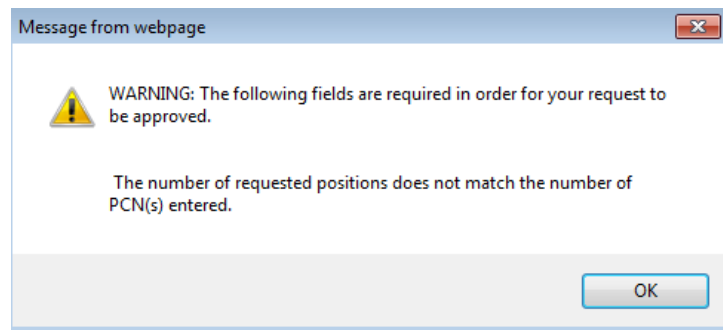 Message from webpage
WARNING: The following fields are required in order for your request to
be approved.
The number of requested positions does not match the number of
PCN(s) entered.
OK